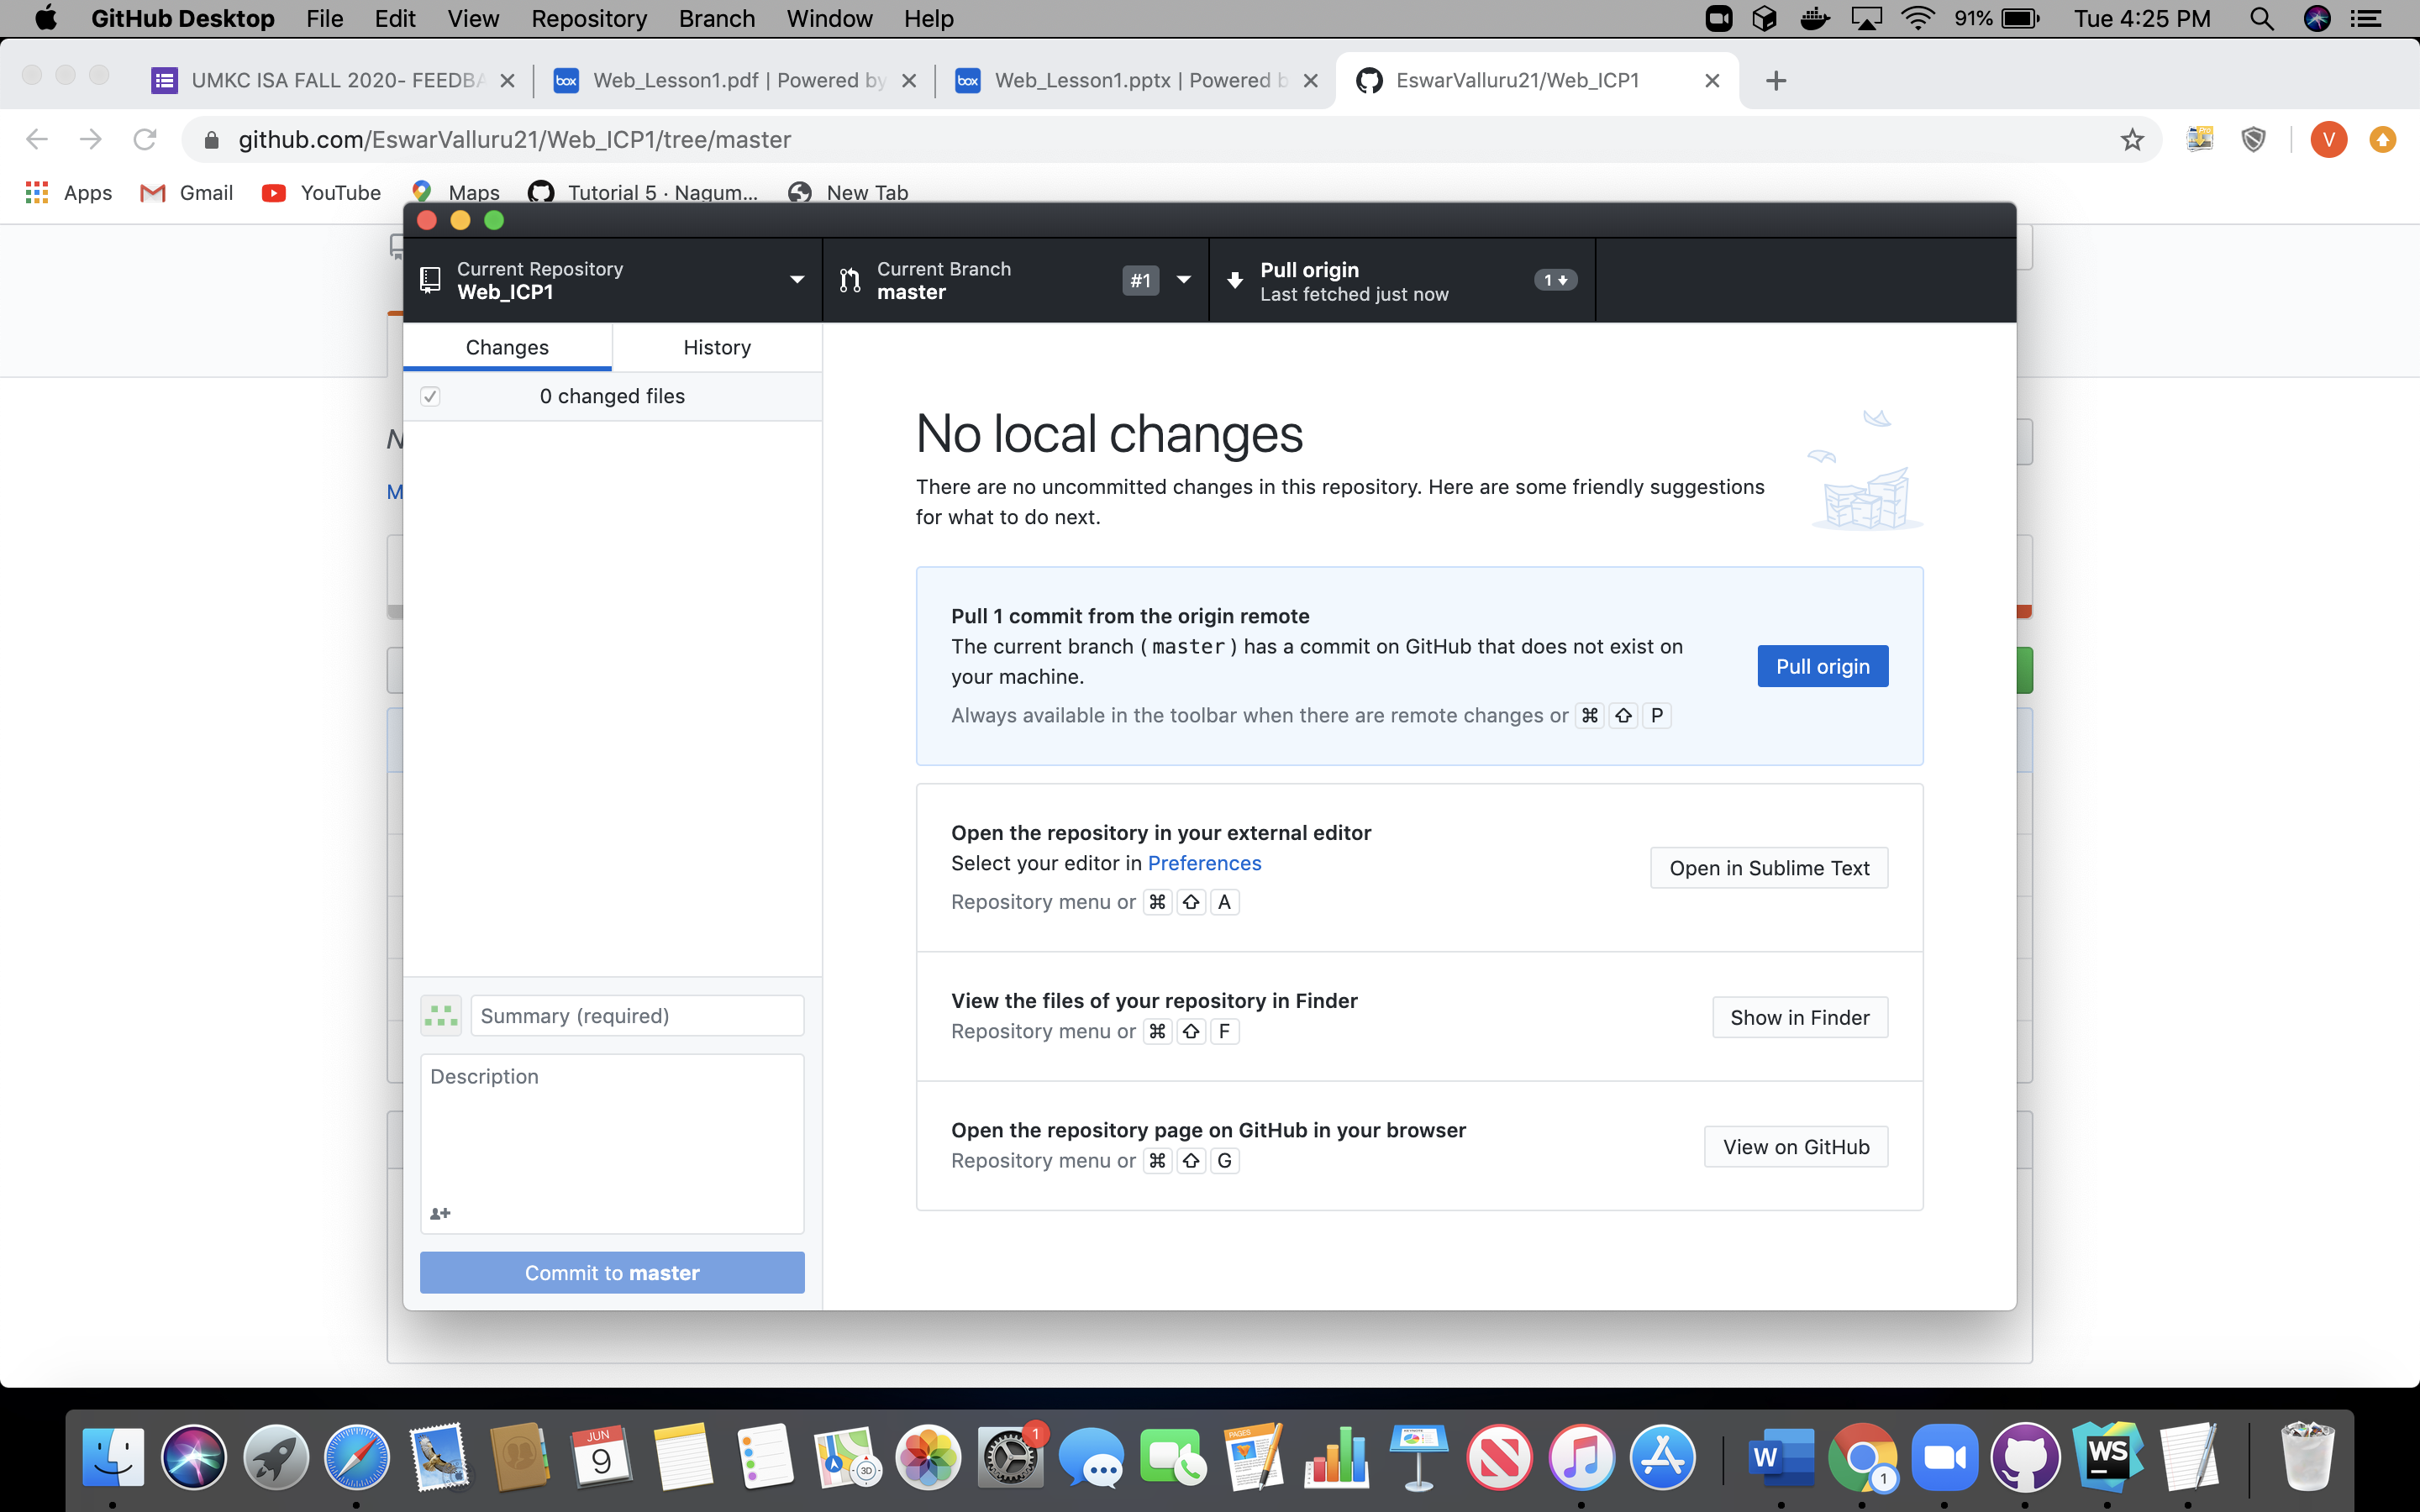 GitHub Desktop File Edit View Repository Branch Window Help 91% Tue 4:25 PM
UMKC ISA FALL 2020- FEEDBA
Web_Lesson1.pdf | Powered by
Web_Lesson1.pptx | Powered b
EswarValluru21/Web_ICP1
github.com/EswarValluru21/Web_ICP1/tree/master
V
Apps Gmail YouTube Maps Tutorial 5 · Nagum... New Tab
Current Repository
Web_ICP1
Current Branch
master
#1
Pull origin
Last fetched just now
1
Changes History
0 changed files
N
M
No local changes
There are no uncommitted changes in this repository. Here are some friendly suggestions
for what to do next.
Pull 1 commit from the origin remote
The current branch (master) has a commit on GitHub that does not exist on
your machine.
Always available in the toolbar when there are remote changes or ⌘ ⇧ P
Pull origin
Open the repository in your external editor
Select your editor in Preferences
Repository menu or ⌘ ⇧ A
Open in Sublime Text
View the files of your repository in Finder
Repository menu or ⌘ ⇧ F
Show in Finder
Open the repository page on GitHub in your browser
Repository menu or ⌘ ⇧ G
View on GitHub
Summary (required)
Description
Commit to master
JUN
9
3D
1
PAGES
W
1
WS